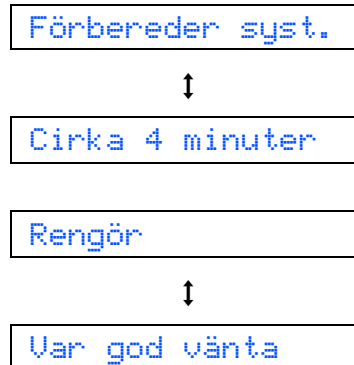 Förbereder syst.
Cirka 4 minuter
Rengör
Var god vänta